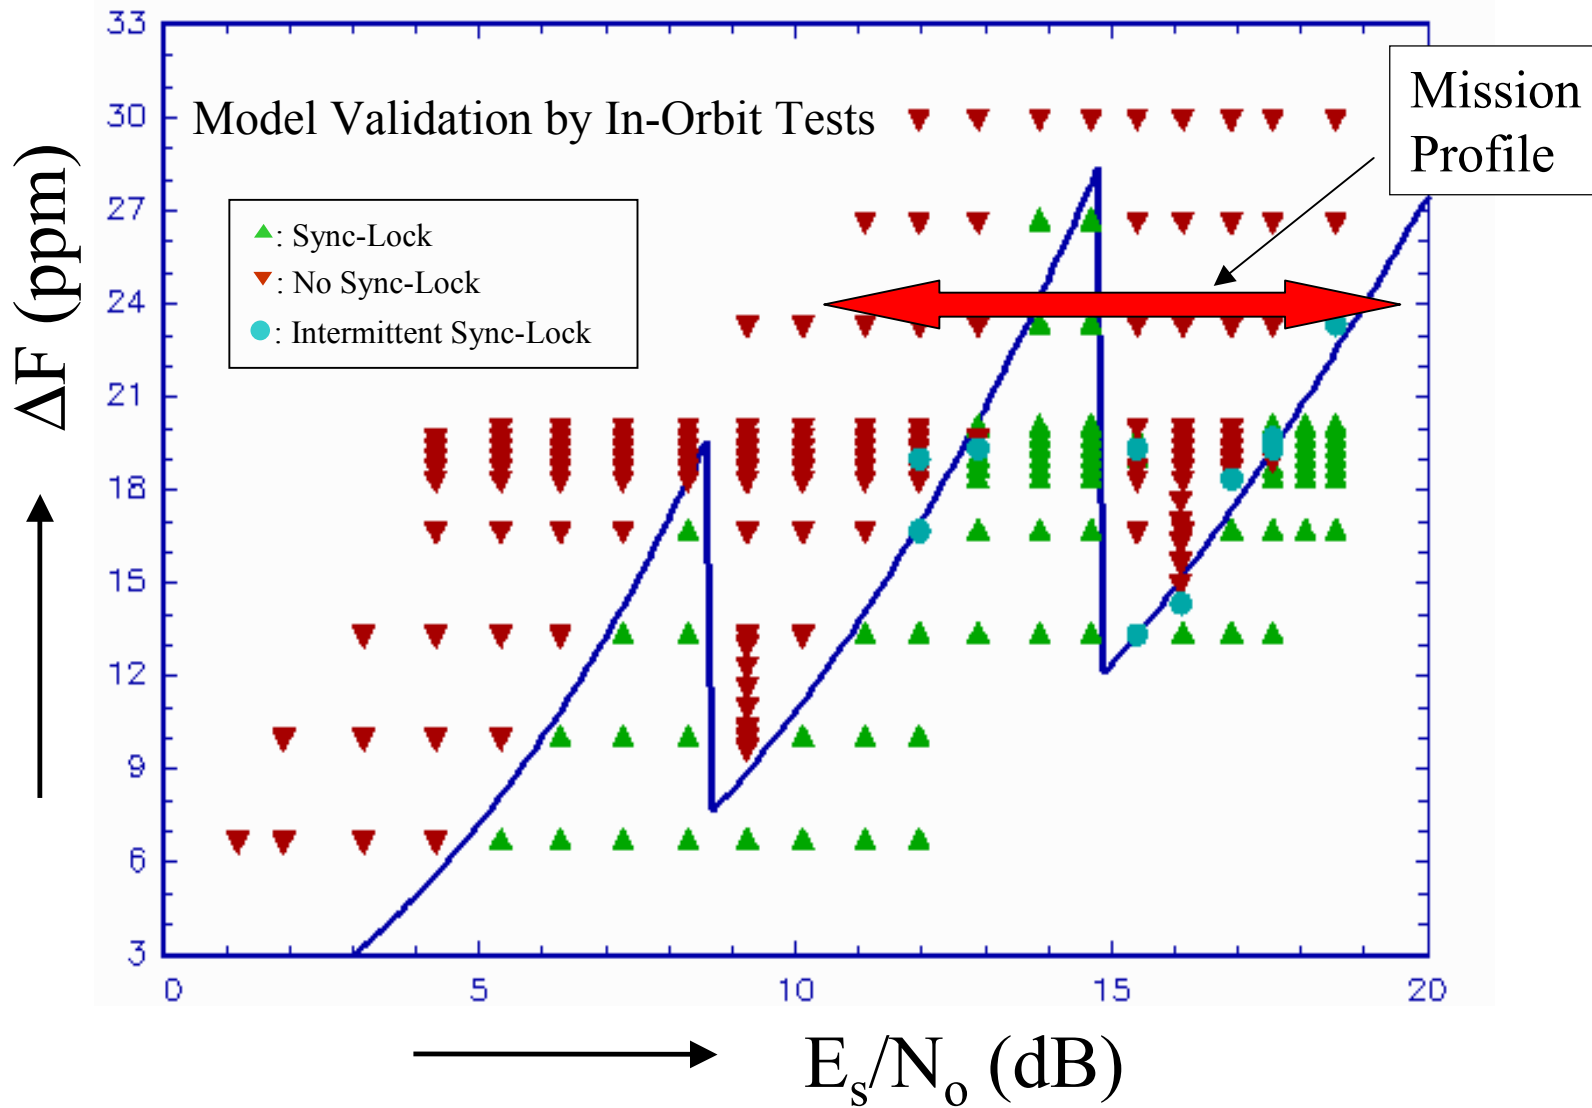 33
30
27
24
21
18
15
12
9
6
3
ΔF (ppm)
Model Validation by In-Orbit Tests
: Sync-Lock
: No Sync-Lock
: Intermittent Sync-Lock
Mission
Profile
0 5 10 15 20
Es/No (dB)